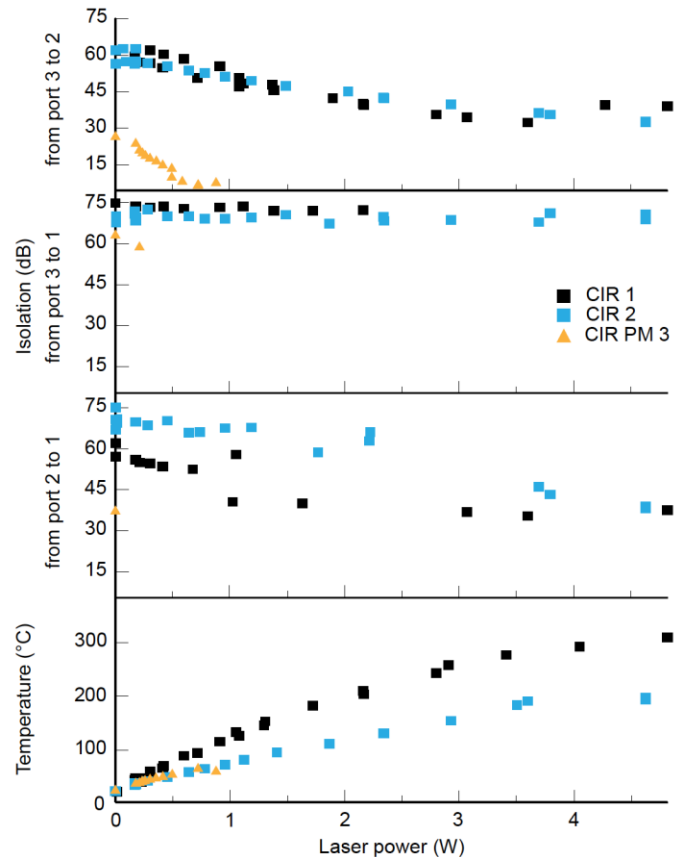 75
60
45
30
15
from port 3 to 2
75
60
45
30
15
Isolation (dB)
from port 3 to 1
CIR 1
CIR 2
CIR PM 3
75
60
45
30
15
from port 2 to 1
300
200
100
0
Temperature (°C)
0 1 2 3 4
Laser power (W)